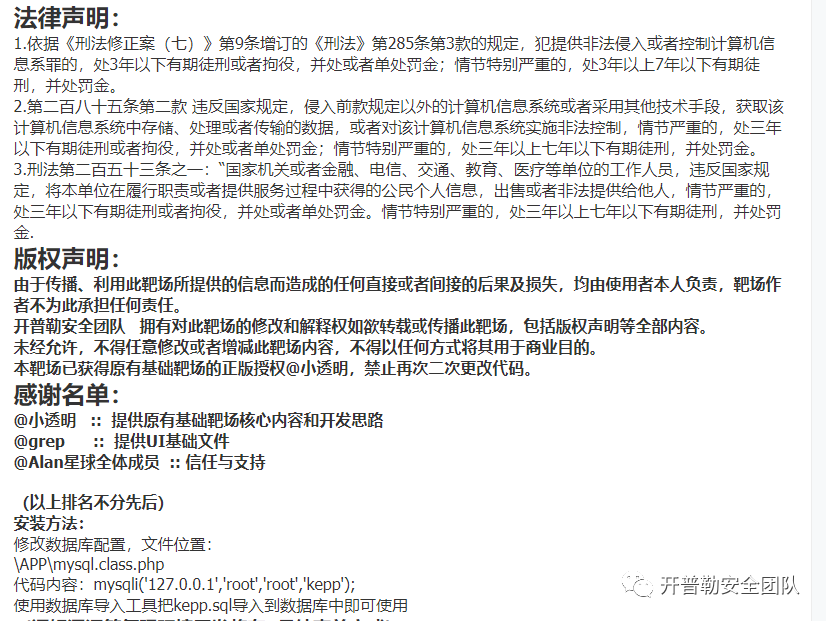 法律声明：
1.依据《刑法修正案（七）》第9条增订的《刑法》第285条第3款的规定，犯提供非法侵入或者控制计算机信
息系罪的，处3年以下有期徒刑或者拘役，并处或者单处罚金；情节特别严重的，处3年以上7年以下有期徒
刑，并处罚金。
2.第二百八十五条第二款 违反国家规定，侵入前款规定以外的计算机信息系统或者采用其他技术手段，获取该
计算机信息系统中存储、处理或者传输的数据，或者对该计算机信息系统实施非法控制，情节严重的，处三年
以下有期徒刑或者拘役，并处或者单处罚金；情节特别严重的，处三年以上七年以下有期徒刑，并处罚金。
3.刑法第二百五十三条之一：“国家机关或者金融、电信、交通、教育、医疗等单位的工作人员，违反国家规
定，将本单位在履行职责或者提供服务过程中获得的公民个人信息，出售或者非法提供给他人，情节严重的，
处三年以下有期徒刑或者拘役，并处或者单处罚金。情节特别严重的，处三年以上七年以下有期徒刑，并处罚
金.
版权声明：
由于传播、利用此靶场所提供的信息而造成的任何直接或者间接的后果及损失，均由使用者本人负责，靶场作
者不为此承担任何责任。
开普勒安全团队 拥有对此靶场的修改和解释权如欲转载或传播此靶场，包括版权声明等全部内容。
未经允许，不得任意修改或者增减此靶场内容，不得以任何方式将其用于商业目的。
本靶场已获得原有基础靶场的正版授权@小透明，禁止再次二次更改代码。
感谢名单：
@小透明 :: 提供原有基础靶场核心内容和开发思路
@grep :: 提供UI基础文件
@Alan星球全体成员 :: 信任与支持
（以上排名不分先后）
安装方法：
修改数据库配置，文件位置：
\APP\mysql.class.php
代码内容：mysqli('127.0.0.1','root','root','kepp');
使用数据库导入工具把kepp.sql导入到数据库中即可使用
开普勒安全团队